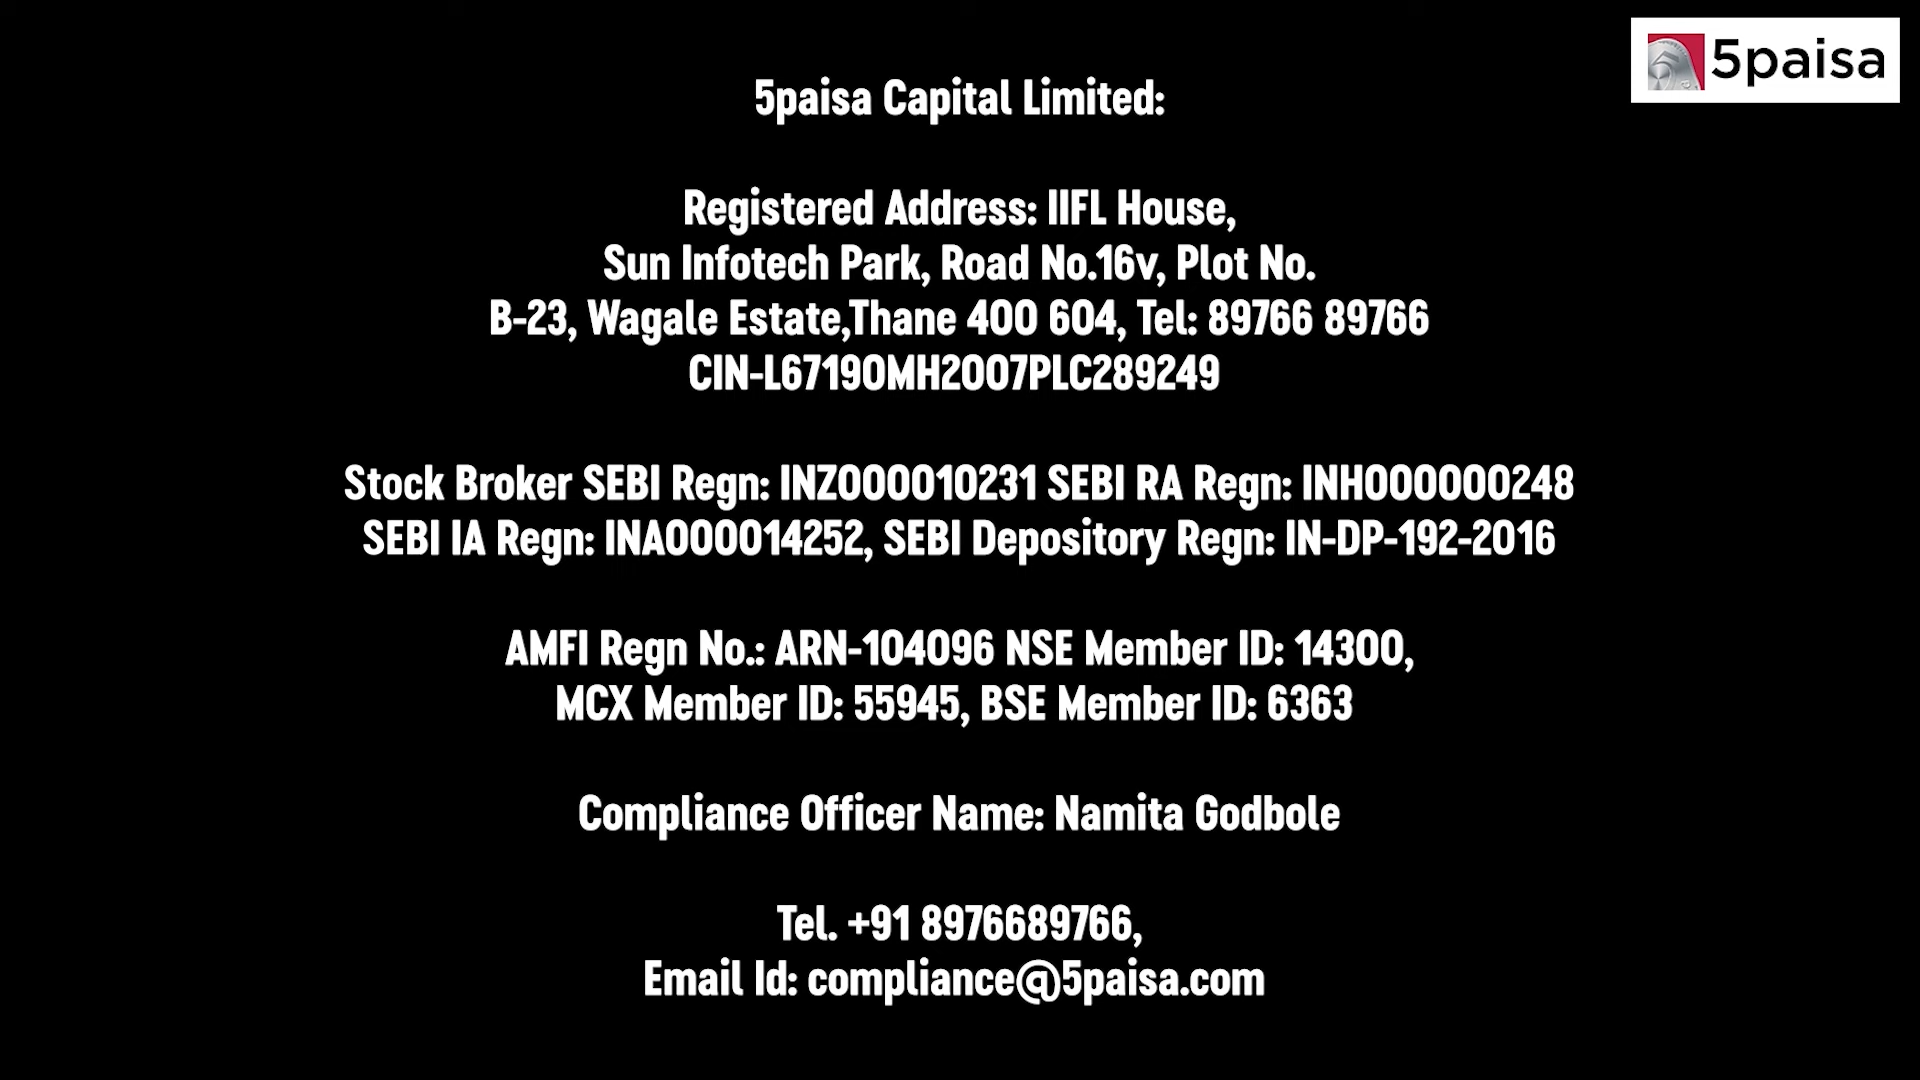 5paisa
5paisa Capital Limited:
Registered Address: IIFL House,
Sun Infotech Park, Road No.16v, Plot No.
B-23, Wagale Estate,Thane 400 604, Tel: 89766 89766
CIN-L67190MH2007PLC289249
Stock Broker SEBI Regn: INZ000010231 SEBI RA Regn: INH000000248
SEBI IA Regn: INA000014252, SEBI Depository Regn: IN-DP-192-2016
AMFI Regn No.: ARN-104096 NSE Member ID: 14300,
MCX Member ID: 55945, BSE Member ID: 6363
Compliance Officer Name: Namita Godbole
Tel. +91 8976689766,
Email Id: compliance@5paisa.com